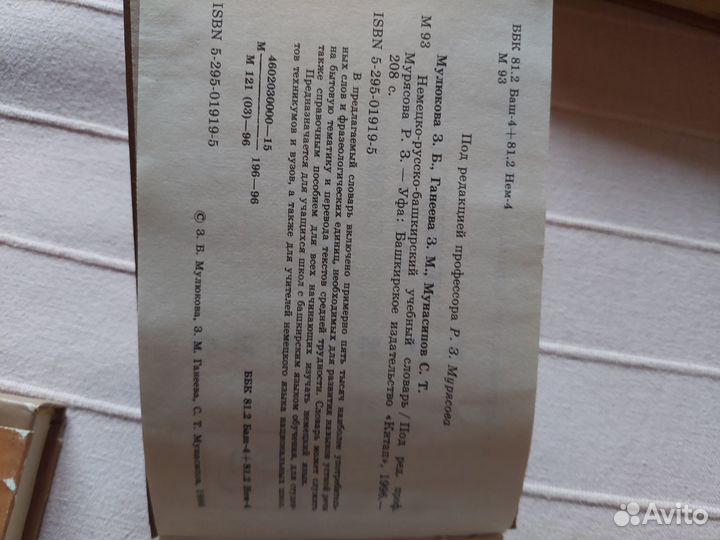 ББК 81.2 Баш-4+81.2 Нем-4
М 93
Под редакцией профессора Р. З. Мурясова
Мулюкова З. Б., Ганеева З. М., Мунасипов С. Т.
М 93 Немецко-русско-башкирский учебный словарь / Под ред. проф.
Мурясова Р. З. — Уфа: Башкирское издательство «Китап», 1996.—
208 с.
ISBN 5-295-01919-5
В предлагаемый словарь включено примерно пять тысяч наиболее употребитель-
ных слов и фразеологических единиц, необходимых для развития навыков устной речи
на бытовую тематику и перевода текстов средней трудности. Словарь может служить
также справочным пособием для всех начинающих изучать немецкий язык.
Предназначается для учащихся школ с башкирским языком обучения, для студен-
тов техникумов и вузов, а также для учителей немецкого языка национальных школ.
4602030000—15
М ——— 196—96
М 121 (03)—96
ББК 81.2 Баш-4+81.2 Нем-4
ISBN 5-295-01919-5
© З. Б. Мулюкова, З. М. Ганеева, С. Т. Мунасипов, 1996
Avito